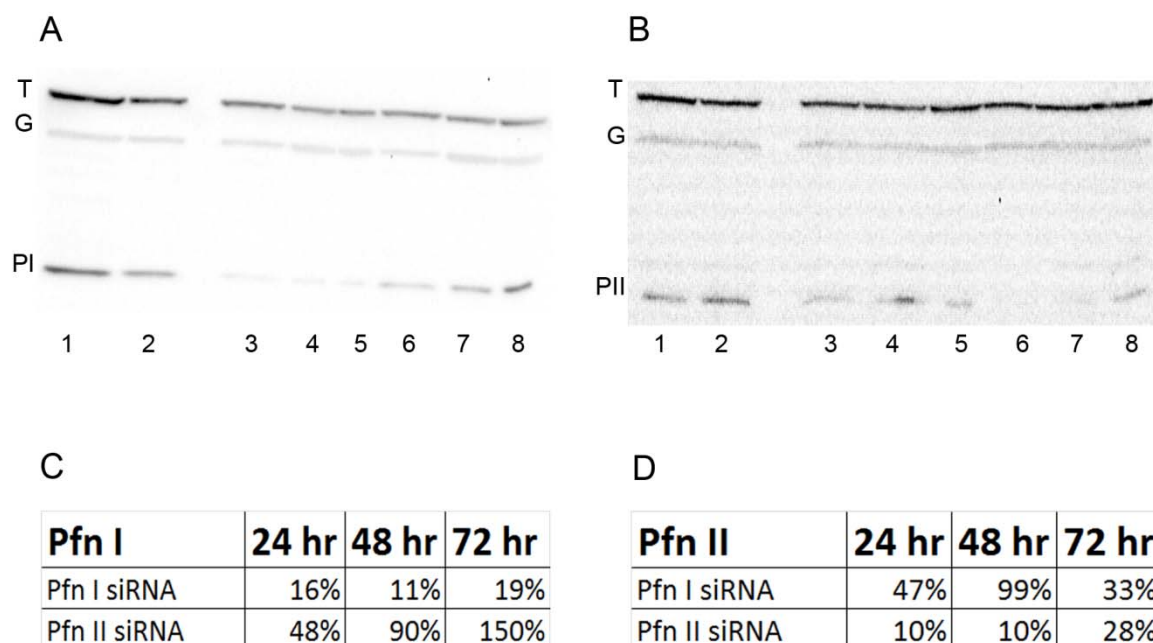 A
B
T
G
PI
T
G
PII
1 2 3 4 5 6 7 8
1 2 3 4 5 6 7 8
C
D
Pfn I 24 hr 48 hr 72 hr
Pfn I siRNA 16% 11% 19%
Pfn II siRNA 48% 90% 150%
Pfn II 24 hr 48 hr 72 hr
Pfn I siRNA 47% 99% 33%
Pfn II siRNA 10% 10% 28%